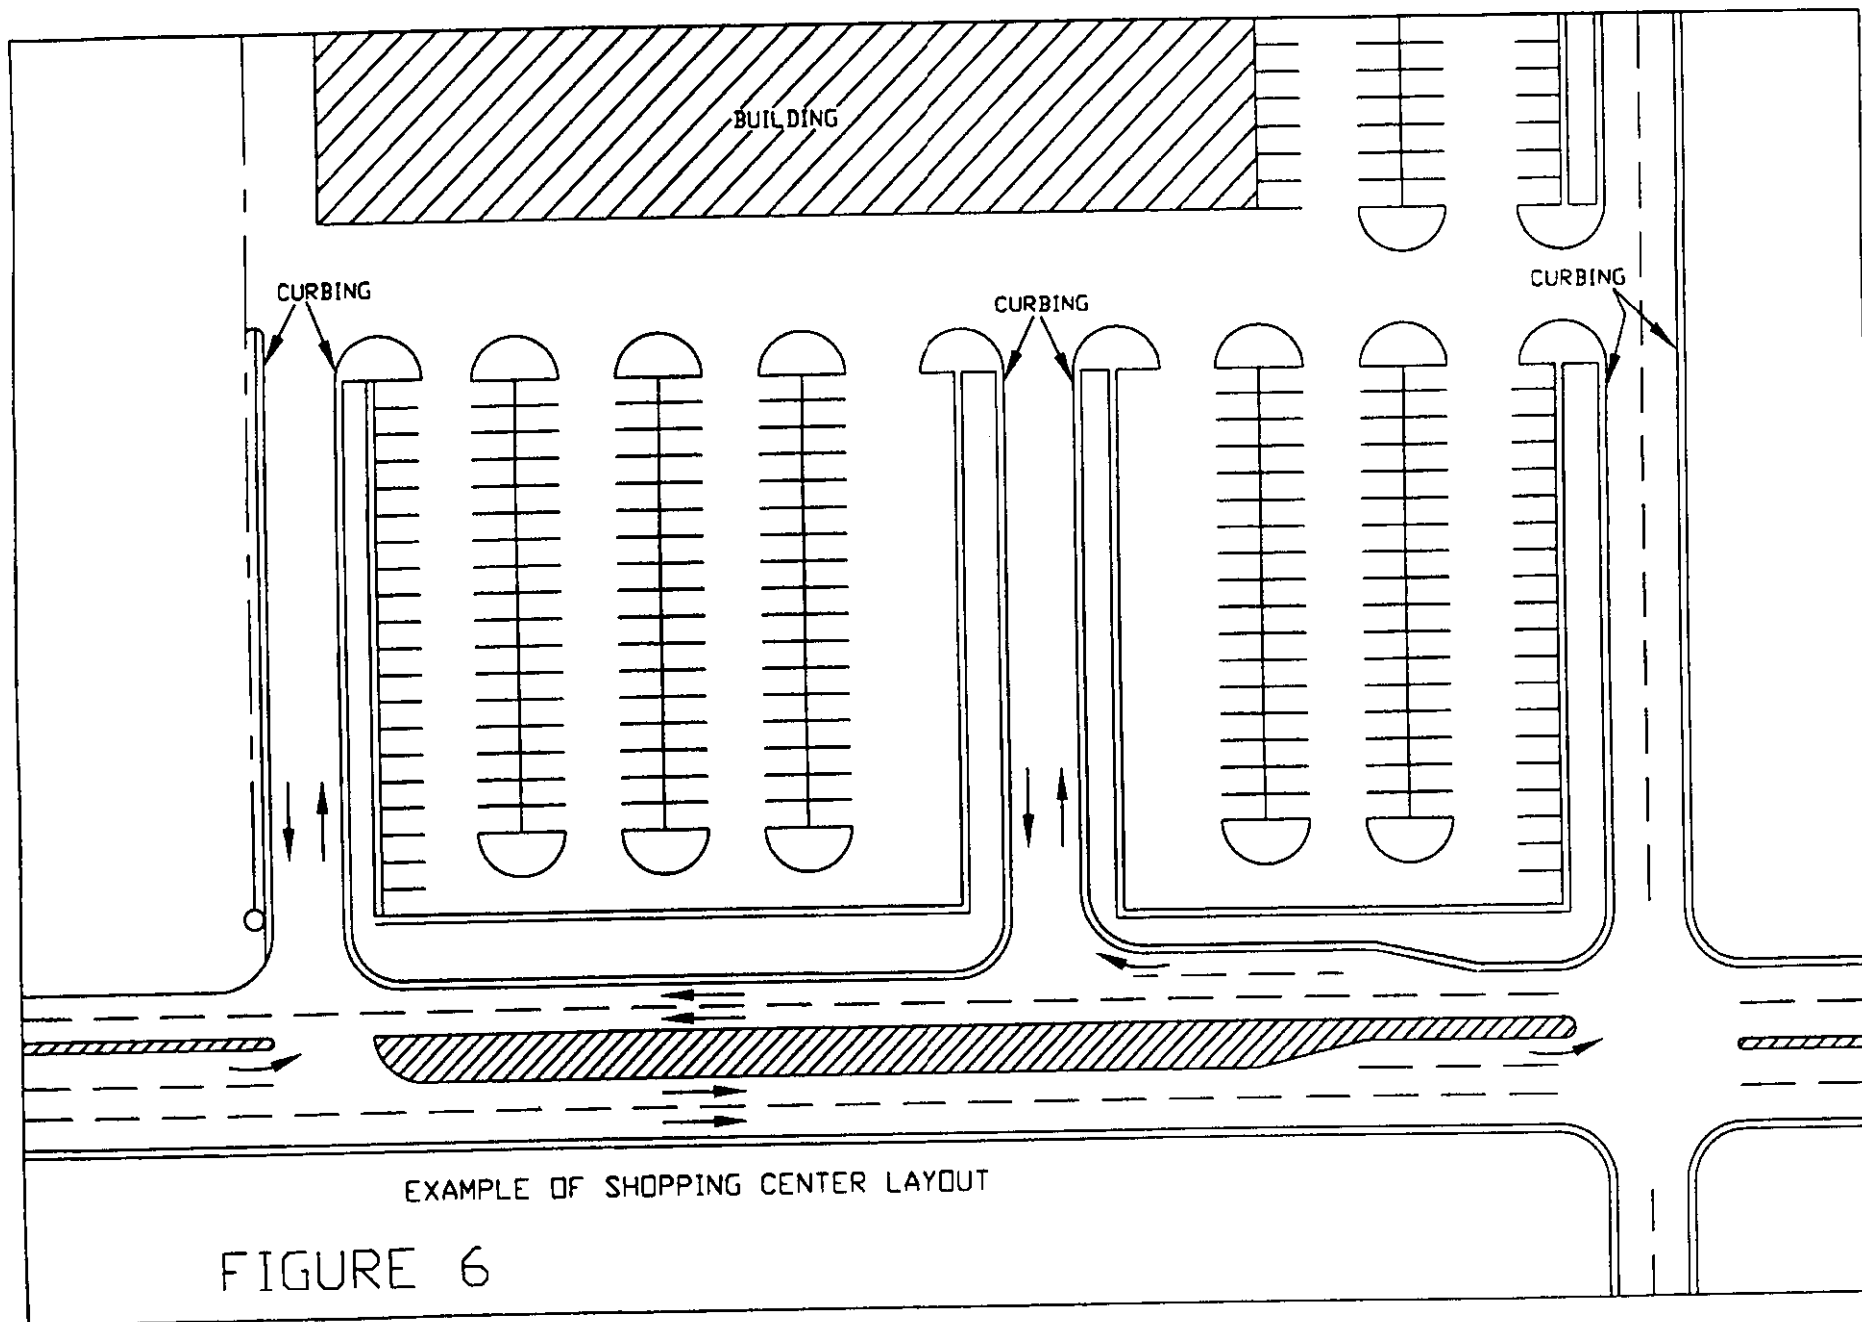 BUILDING
CURBING
CURBING
CURBING
EXAMPLE OF SHOPPING CENTER LAYOUT
FIGURE 6